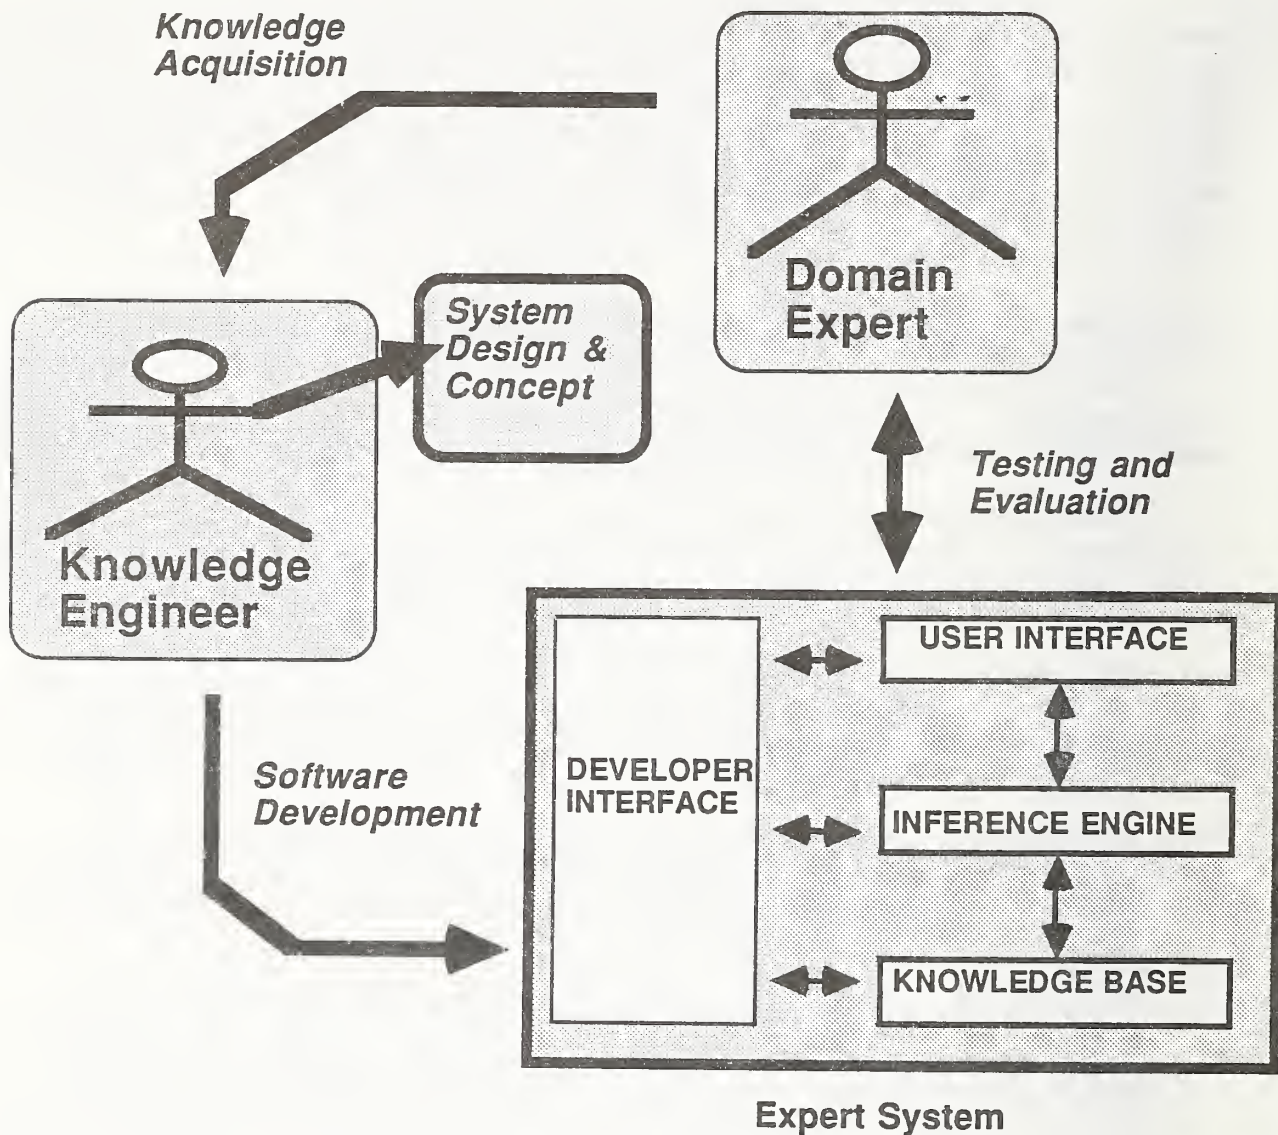 Knowledge
Acquisition
Domain
Expert
System
Design &
Concept
Knowledge
Engineer
Testing and
Evaluation
Software
Development
USER INTERFACE
DEVELOPER
INTERFACE
INFERENCE ENGINE
KNOWLEDGE BASE
Expert System